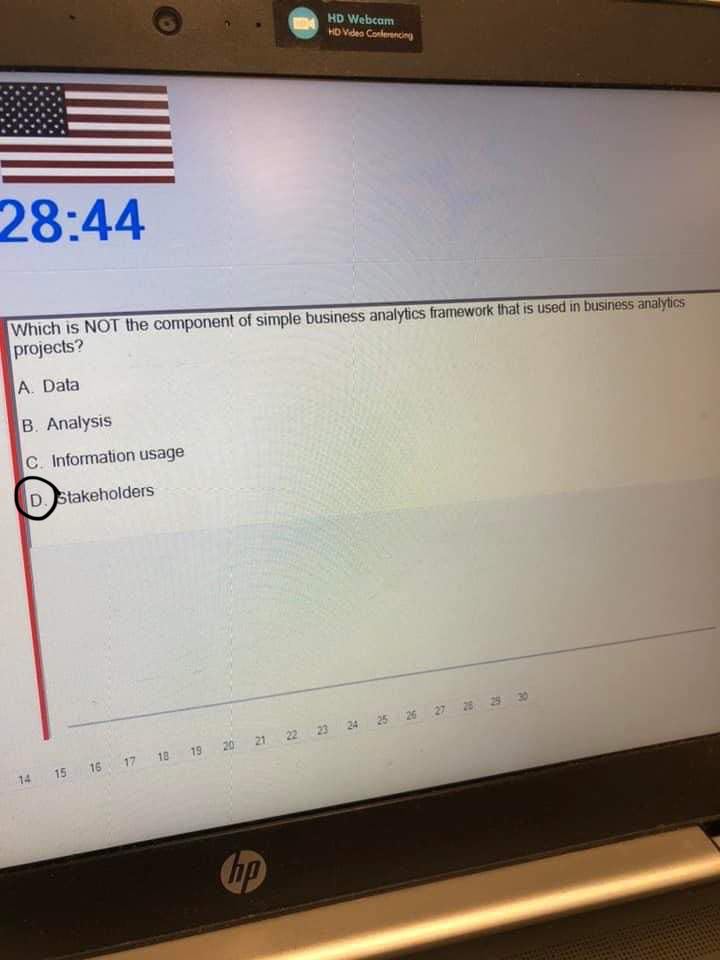 HD Webcam
HD Video Conferencing
28:44
Which is NOT the component of simple business analytics framework that is used in business analytics
projects?
A. Data
B. Analysis
C. Information usage
D. Stakeholders
14 15 16 17 18 19 20 21 22 23 24 25 26 27 28 29 30
hp